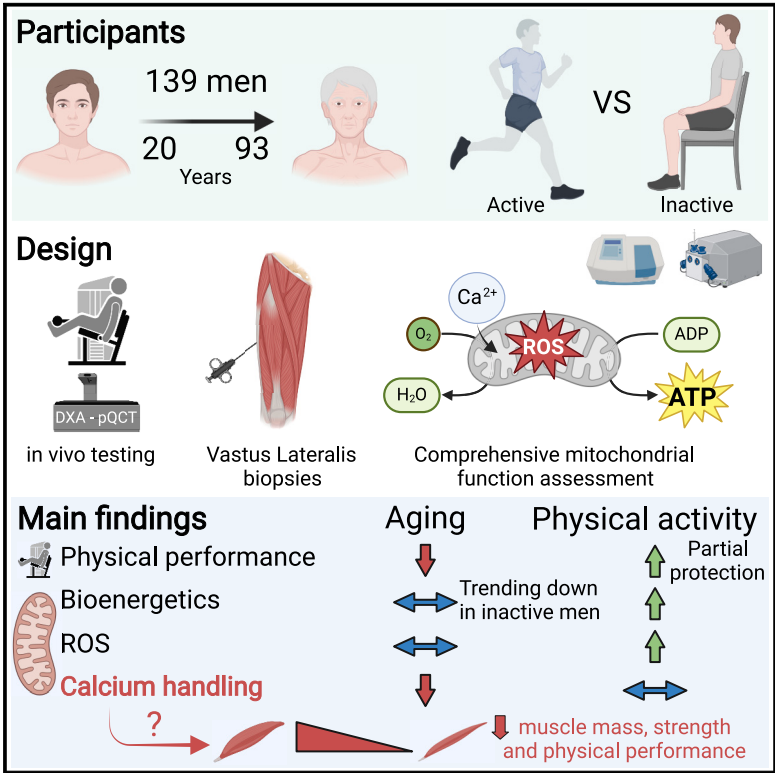 Participants
139 men
20 93
Years
VS
Active
Inactive
Design
DXA - pQCT
in vivo testing
Vastus Lateralis
biopsies
Ca²⁺
O₂
ROS
ADP
H₂O
ATP
Comprehensive mitochondrial
function assessment
Main findings
Aging
Physical activity
Physical performance
Partial
protection
Bioenergetics
Trending down
in inactive men
ROS
Calcium handling
?
muscle mass, strength
and physical performance